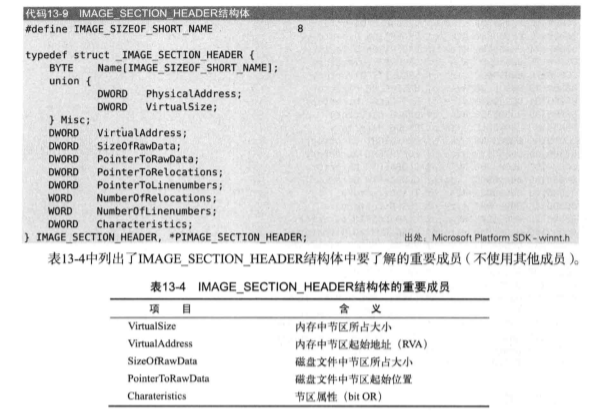 代码13-9 IMAGE_SECTION_HEADER结构体
#define IMAGE_SIZEOF_SHORT_NAME 8
typedef struct _IMAGE_SECTION_HEADER {
BYTE Name[IMAGE_SIZEOF_SHORT_NAME];
union {
DWORD PhysicalAddress;
DWORD VirtualSize;
} Misc;
DWORD VirtualAddress;
DWORD SizeOfRawData;
DWORD PointerToRawData;
DWORD PointerToRelocations;
DWORD PointerToLinenumbers;
WORD NumberOfRelocations;
WORD NumberOfLinenumbers;
DWORD Characteristics;
} IMAGE_SECTION_HEADER, *PIMAGE_SECTION_HEADER; 出处：Microsoft Platform SDK - winnt.h
表13-4中列出了IMAGE_SECTION_HEADER结构体中要了解的重要成员（不使用其他成员）。
表13-4 IMAGE_SECTION_HEADER结构体的重要成员
项 目 含 义
VirtualSize 内存中节区所占大小
VirtualAddress 内存中节区起始地址（RVA）
SizeOfRawData 磁盘文件中节区所占大小
PointerToRawData 磁盘文件中节区起始位置
Charateristics 节区属性（bit OR）